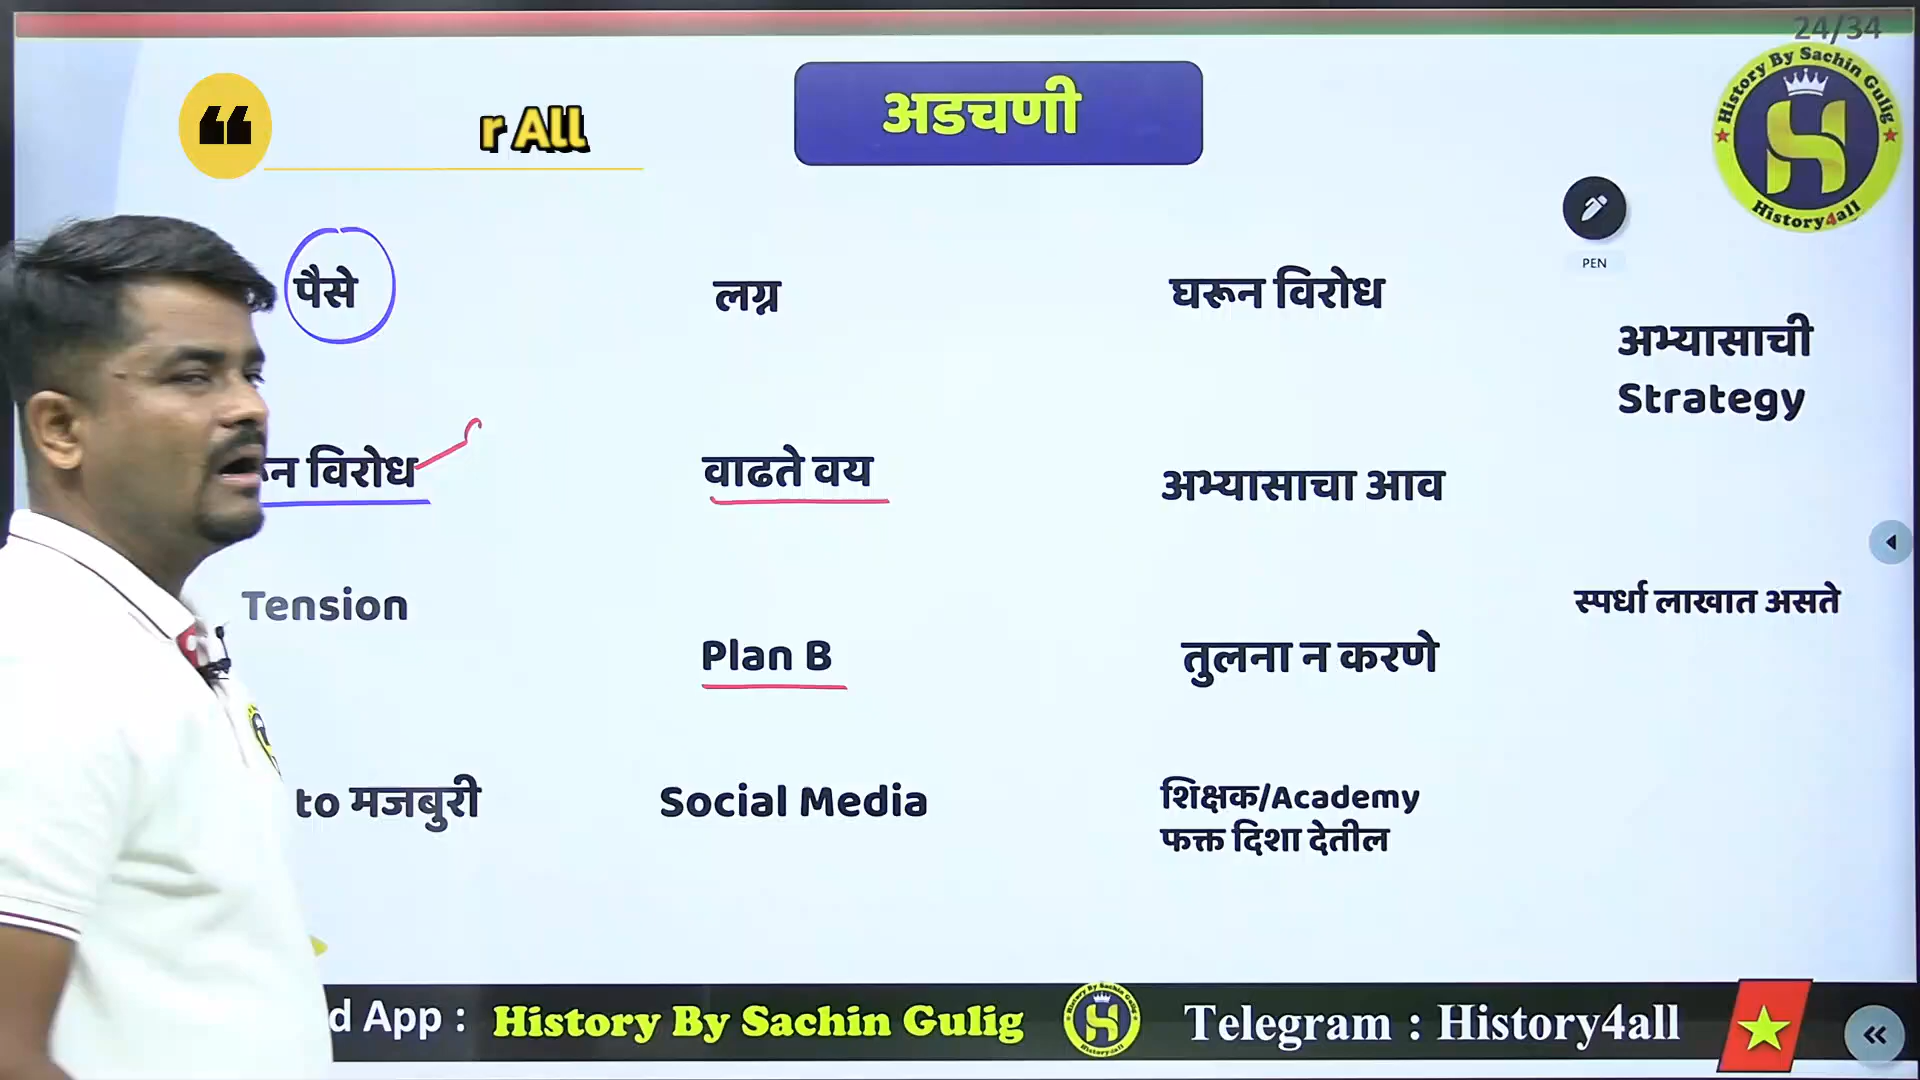 24/34
r All
अडचणी
History By Sachin Gulig
History4all
PEN
पैसे
लग्न
घरून विरोध
अभ्यासाची
Strategy
न विरोध
वाढते वय
अभ्यासाचा आव
Tension
स्पर्धा लाखात असते
Plan B
तुलना न करणे
to मजबुरी
Social Media
शिक्षक/Academy
फक्त दिशा देतील
d App : History By Sachin Gulig
Telegram : History4all